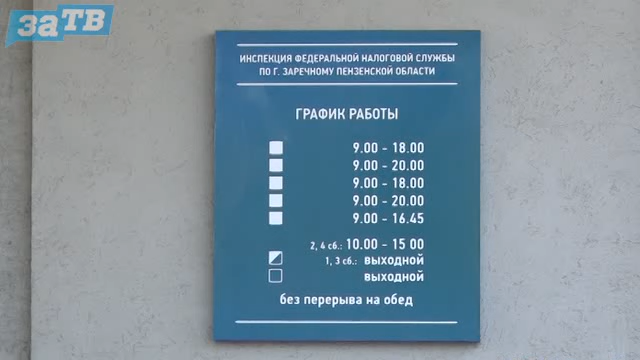 заТВ
ИНСПЕКЦИЯ ФЕДЕРАЛЬНОЙ НАЛОГОВОЙ СЛУЖБЫ
ПО Г. ЗАРЕЧНОМУ ПЕНЗЕНСКОЙ ОБЛАСТИ
ГРАФИК РАБОТЫ
9.00 - 18.00
9.00 - 20.00
9.00 - 18.00
9.00 - 20.00
9.00 - 16.45
2, 4 сб.: 10.00 - 15 00
1, 3 сб.: выходной
выходной
без перерыва на обед